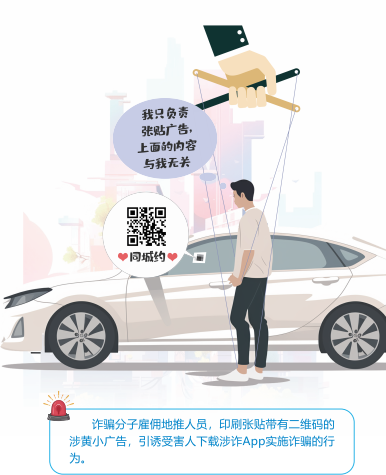 我只负责
张贴广告，
上面的内容
与我无关
❤同城约❤
诈骗分子雇佣地推人员，印刷张贴带有二维码的
涉黄小广告，引诱受害人下载涉诈App实施诈骗的行
为。